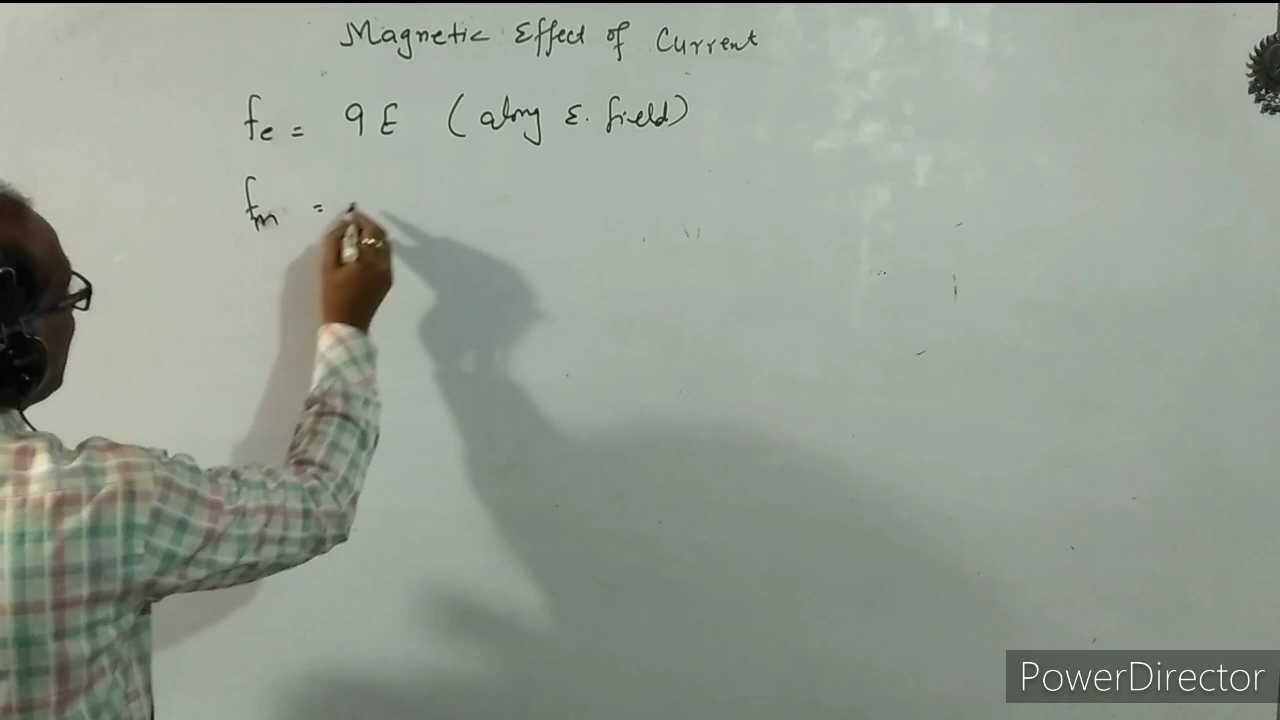 Magnetic Effect of Current
fe = qE (along E. field)
fm =
PowerDirector